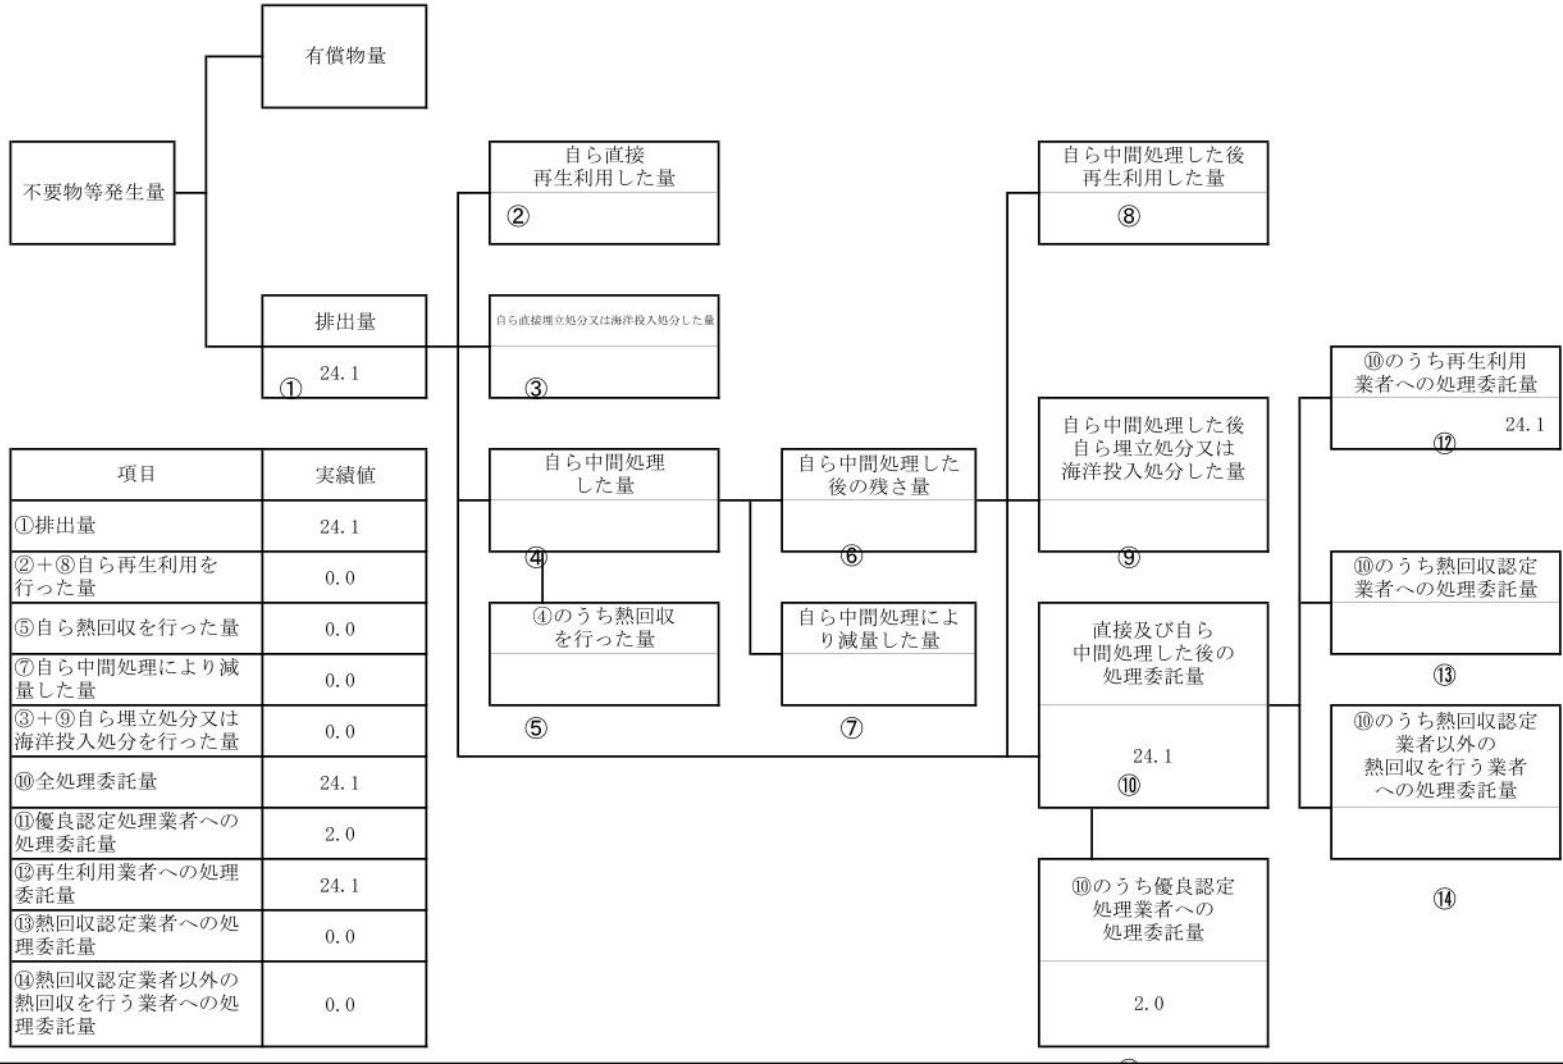 有償物量
不要物等発生量
自ら直接
再生利用した量
②
自ら中間処理した後
再生利用した量
⑧
排出量
24.1
①
自ら直接埋立処分又は海洋投入処分した量
③
⑩のうち再生利用
業者への処理委託量
24.1
⑫
自ら中間処理した後
自ら埋立処分又は
海洋投入処分した量
⑨
自ら中間処理
した量
④
自ら中間処理した
後の残さ量
⑥
⑩のうち熱回収認定
業者への処理委託量
⑬
④のうち熱回収
を行った量
⑤
自ら中間処理によ
り減量した量
⑦
直接及び自ら
中間処理した後の
処理委託量
24.1
⑩
⑩のうち熱回収認定
業者以外の
熱回収を行う業者
への処理委託量
⑭
⑩のうち優良認定
処理業者への
処理委託量
2.0
項目
実績値
①排出量
24.1
②+⑧自ら再生利用を
行った量
0.0
⑤自ら熱回収を行った量
0.0
⑦自ら中間処理により減
量した量
0.0
③+⑨自ら埋立処分又は
海洋投入処分を行った量
0.0
⑩全処理委託量
24.1
⑪優良認定処理業者への
処理委託量
2.0
⑫再生利用業者への処理
委託量
24.1
⑬熱回収認定業者への処
理委託量
0.0
⑭熱回収認定業者以外の
熱回収を行う業者への処
理委託量
0.0